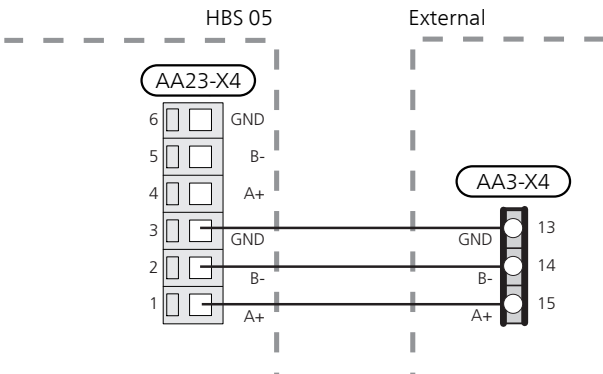 HBS 05 External
AA23-X4
6 GND
5 B-
4 A+
AA3-X4
3 GND GND 13
2 B- B- 14
1 A+ A+ 15